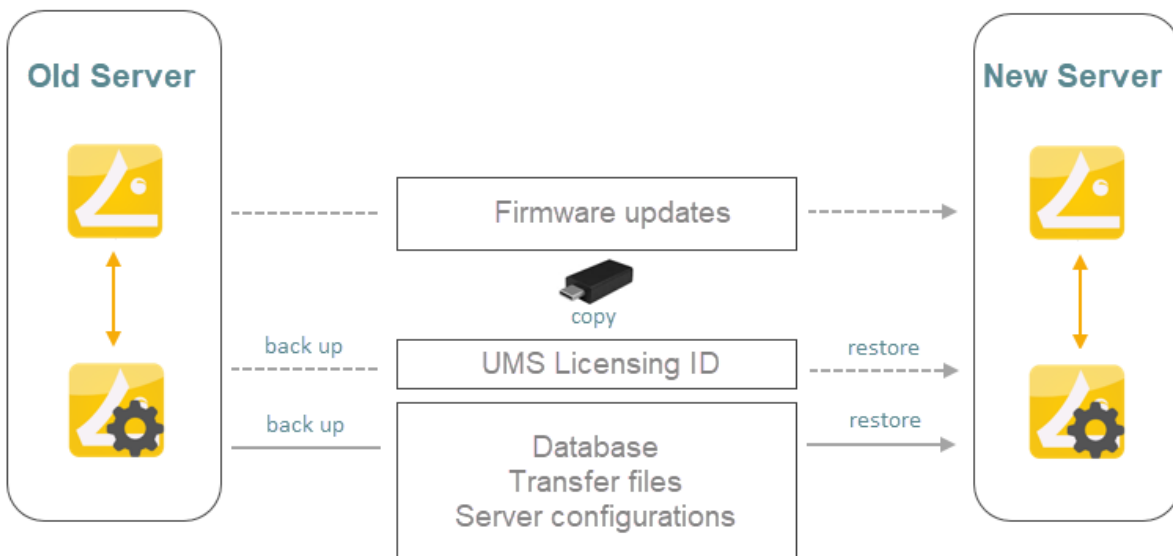 Old Server
New Server
Firmware updates
copy
back up
UMS Licensing ID
restore
back up
restore
Database
Transfer files
Server configurations